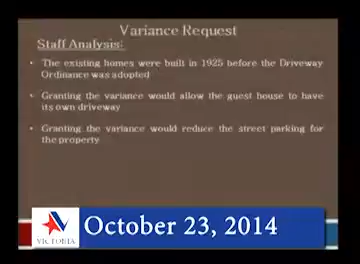 Variance Request
Staff Analysis:
• The existing homes were built in 1925 before the Driveway
Ordinance was adopted
• Granting the variance would allow the guest house to have
its own driveway
• Granting the variance would reduce the street parking for
the property
VICTORIA
October 23, 2014